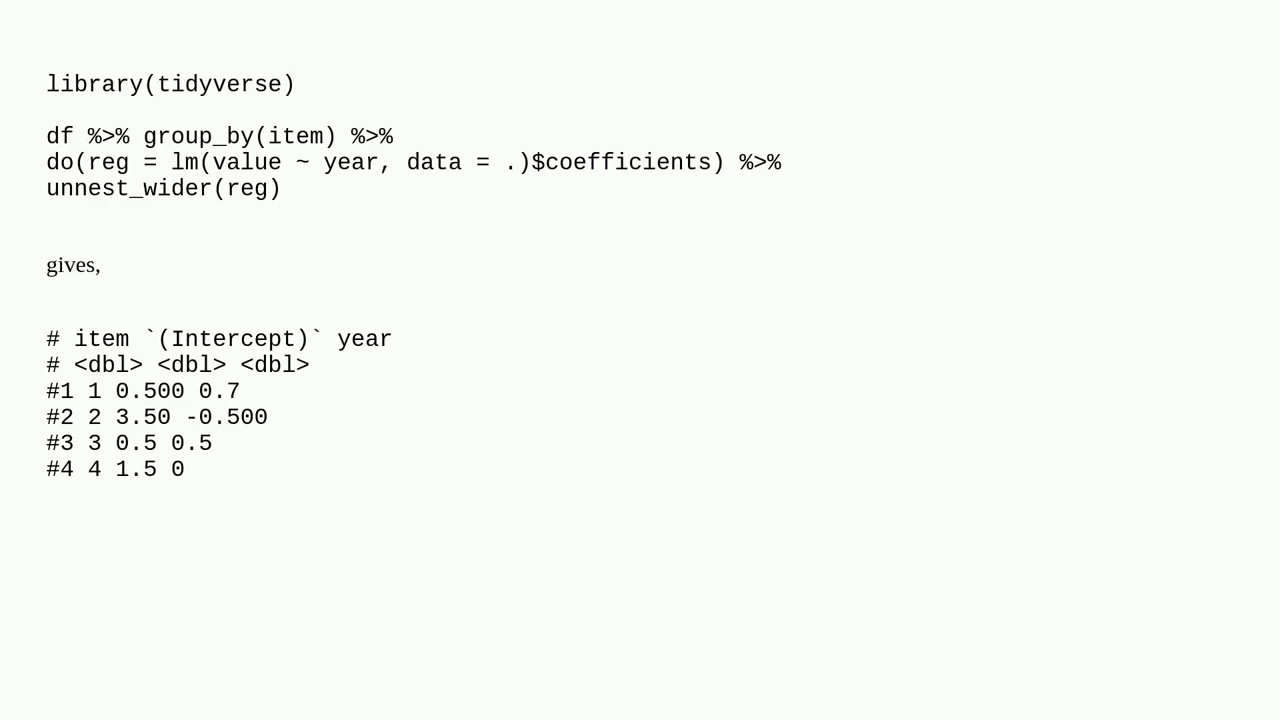 library(tidyverse)
df %>% group_by(item) %>%
do(reg = lm(value ~ year, data = .)$coefficients) %>%
unnest_wider(reg)
gives,
# item `(Intercept)` year
# <dbl> <dbl> <dbl>
#1 1 0.500 0.7
#2 2 3.50 -0.500
#3 3 0.5 0.5
#4 4 1.5 0